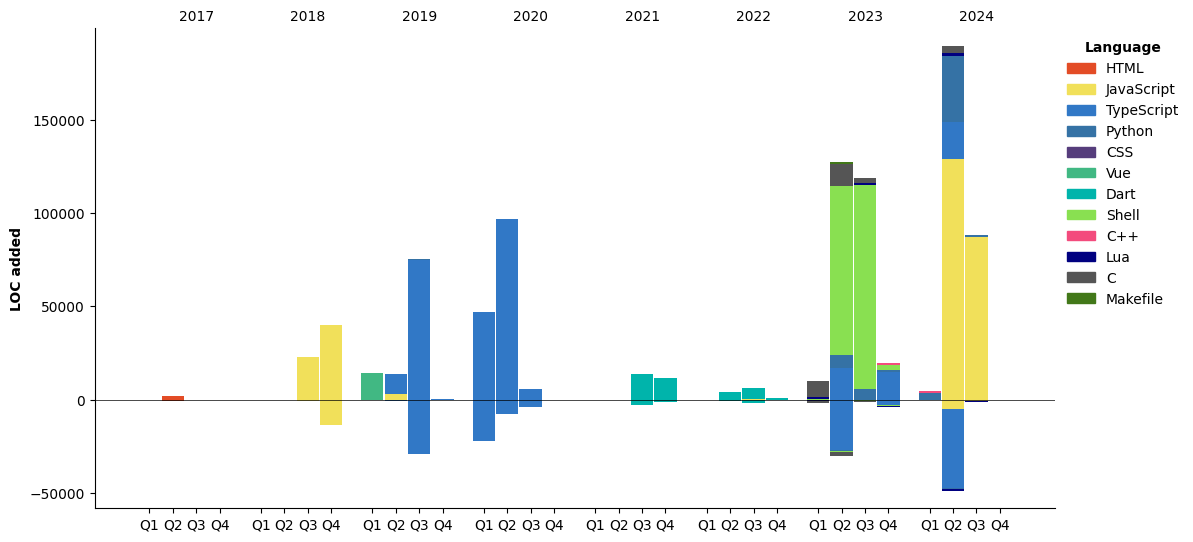 2017 2018 2019 2020 2021 2022 2023 2024
Language
HTML
JavaScript
TypeScript
Python
CSS
Vue
Dart
Shell
C++
Lua
C
Makefile
LOC added
150000
100000
50000
0
−50000
Q1 Q2 Q3 Q4 Q1 Q2 Q3 Q4 Q1 Q2 Q3 Q4 Q1 Q2 Q3 Q4 Q1 Q2 Q3 Q4 Q1 Q2 Q3 Q4 Q1 Q2 Q3 Q4 Q1 Q2 Q3 Q4